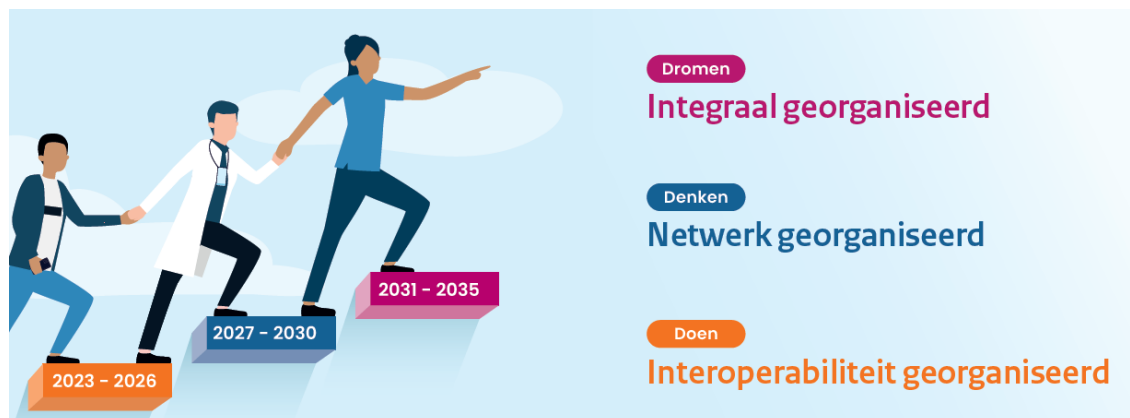 Dromen
Integraal georganiseerd
Denken
Netwerk georganiseerd
Doen
Interoperabiliteit georganiseerd
2031 - 2035
2027 - 2030
2023 - 2026